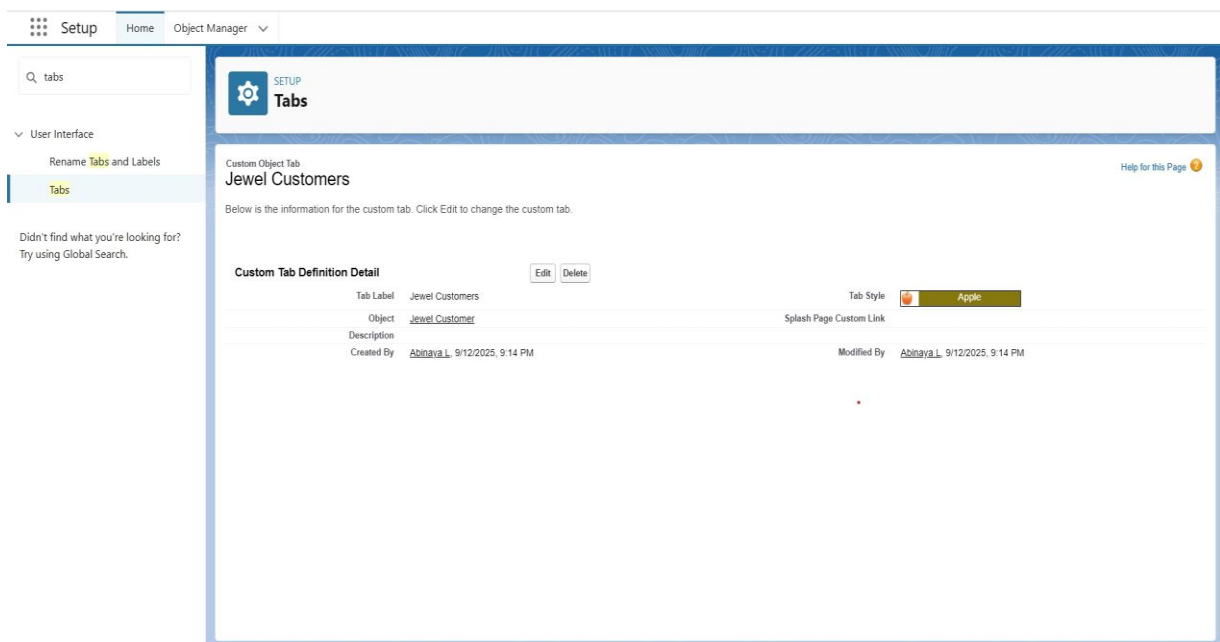 Setup
Home
Object Manager
tabs
User Interface
Rename Tabs and Labels
Tabs
Didn't find what you're looking for?
Try using Global Search.
SETUP
Tabs
Custom Object Tab
Jewel Customers
Help for this Page
Below is the information for the custom tab. Click Edit to change the custom tab.
Custom Tab Definition Detail
Edit
Delete
Tab Label Jewel Customers
Tab Style Apple
Object Jewel Customer
Splash Page Custom Link
Description
Created By Abinaya L, 9/12/2025, 9:14 PM
Modified By Abinaya L, 9/12/2025, 9:14 PM